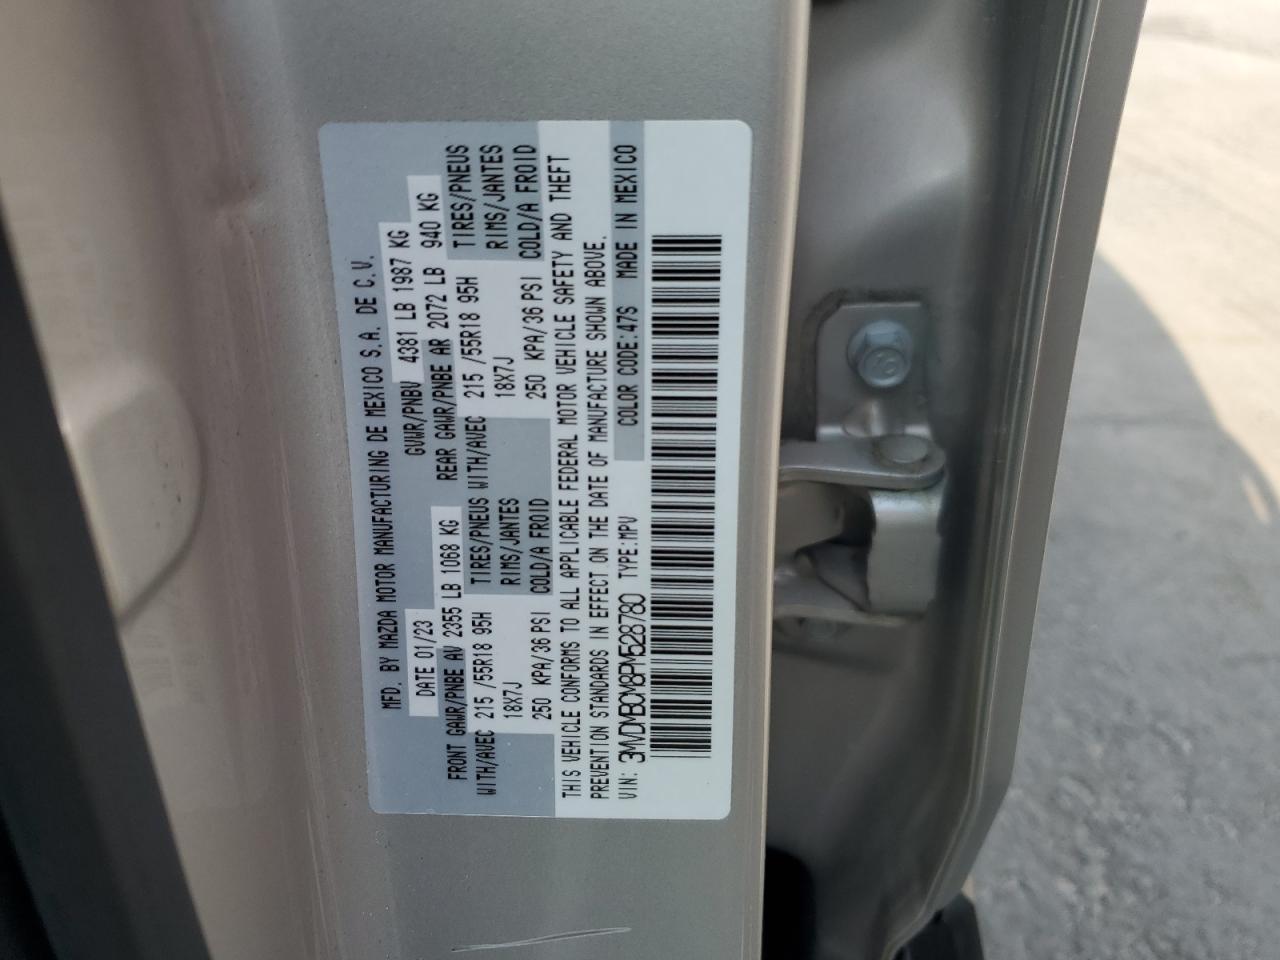 MFD. BY MAZDA MOTOR MANUFACTURING DE MEXICO S.A. DE C.V.
DATE 01/23 GVWR/PNBV 4381 LB 1987 KG
FRONT GAWR/PNBE AV 2355 LB 1068 KG REAR GAWR/PNBE AR 2072 LB 940 KG
WITH/AVEC 215 /55R18 95H TIRES/PNEUS WITH/AVEC 215 /55R18 95H TIRES/PNEUS
18X7J RIMS/JANTES 18X7J RIMS/JANTES
250 KPA/36 PSI COLD/A FROID 250 KPA/36 PSI COLD/A FROID
THIS VEHICLE CONFORMS TO ALL APPLICABLE FEDERAL MOTOR VEHICLE SAFETY AND THEFT
PREVENTION STANDARDS IN EFFECT ON THE DATE OF MANUFACTURE SHOWN ABOVE.
VIN: 3MVDMBCM8PM528780 TYPE:MPV COLOR CODE:47S MADE IN MEXICO